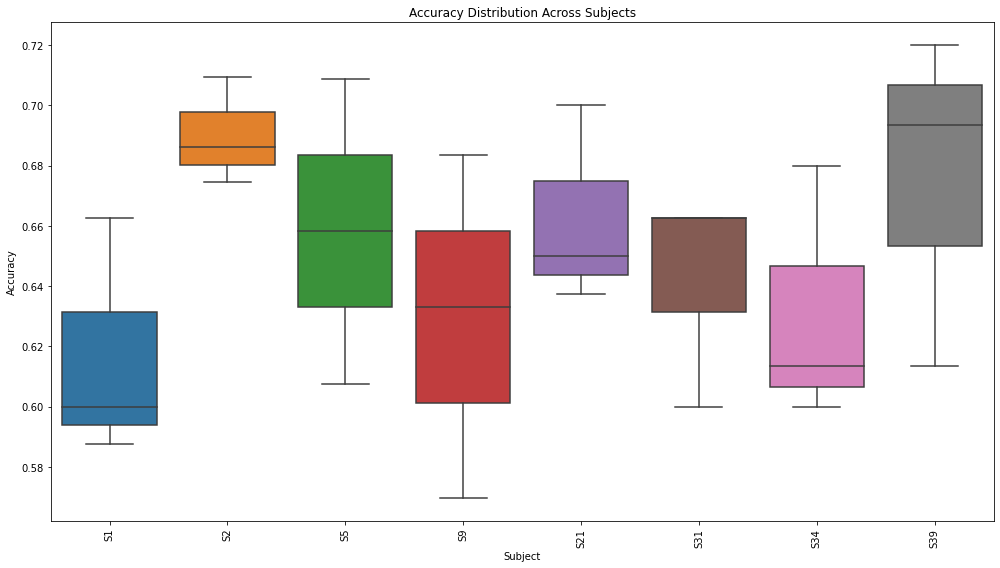 Accuracy Distribution Across Subjects
Accuracy
0.72
0.70
0.68
0.66
0.64
0.62
0.60
0.58
S1
S2
S5
S9
S21
S31
S34
S39
Subject